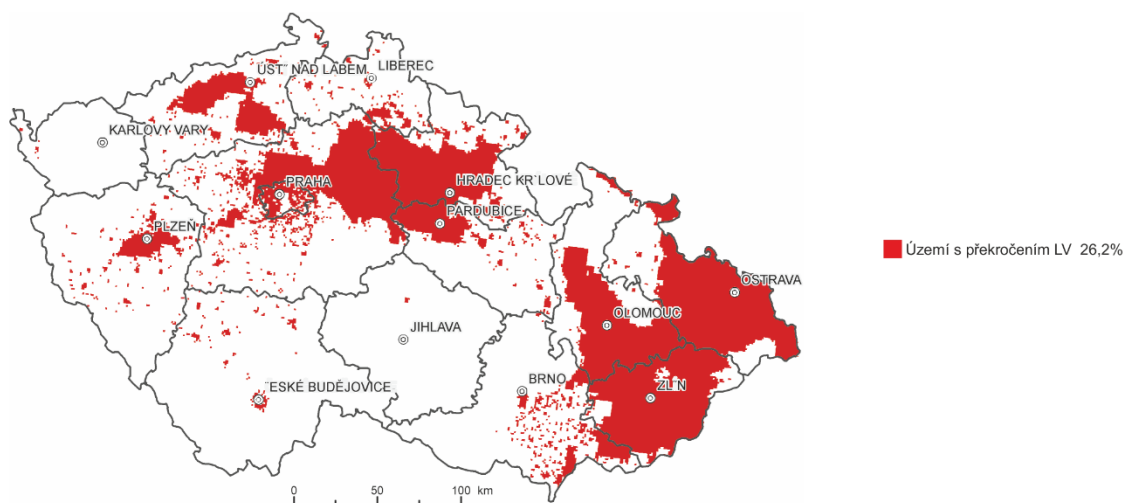 ÚST˝ NAD LABEM
LIBEREC
KARLOVY VARY
PRAHA
HRADEC KR˝LOVÉ
PARDUBICE
PLZEŇ
OSTRAVA
OLOMOUC
JIHLAVA
BRNO
ZL˝N
˝ESKÉ BUDĚJOVICE
0 50 100 km
Území s překročením LV 26,2%